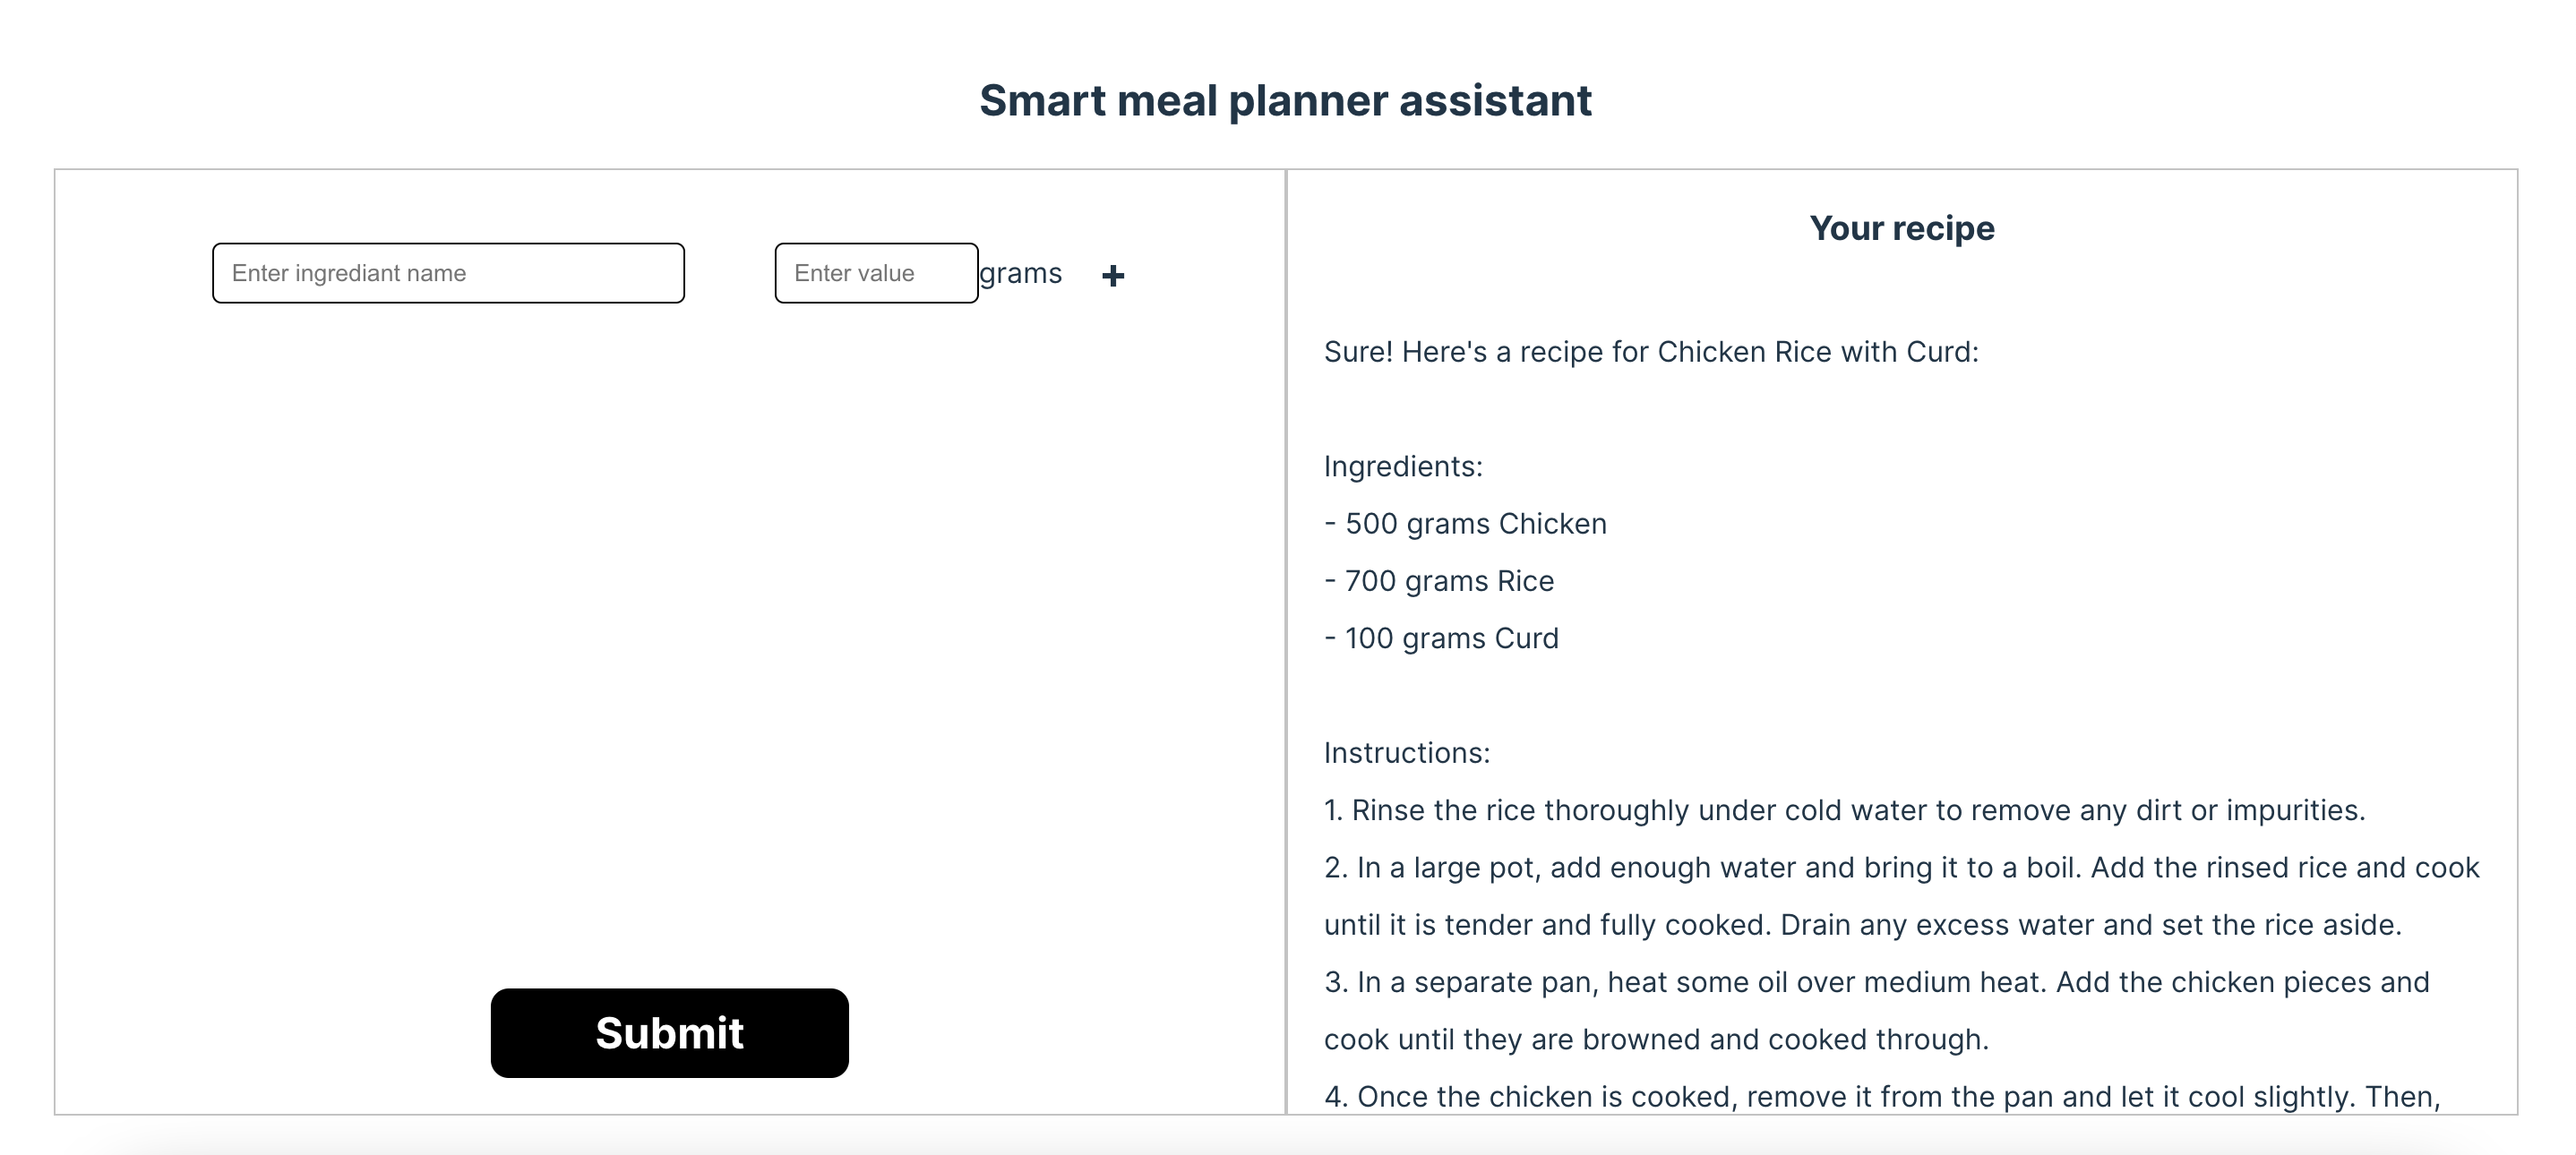 Smart meal planner assistant
Enter ingrediant name
Enter value
grams
+
Submit
Your recipe
Sure! Here's a recipe for Chicken Rice with Curd:
Ingredients:
- 500 grams Chicken
- 700 grams Rice
- 100 grams Curd
Instructions:
1. Rinse the rice thoroughly under cold water to remove any dirt or impurities.
2. In a large pot, add enough water and bring it to a boil. Add the rinsed rice and cook
until it is tender and fully cooked. Drain any excess water and set the rice aside.
3. In a separate pan, heat some oil over medium heat. Add the chicken pieces and
cook until they are browned and cooked through.
4. Once the chicken is cooked, remove it from the pan and let it cool slightly. Then,